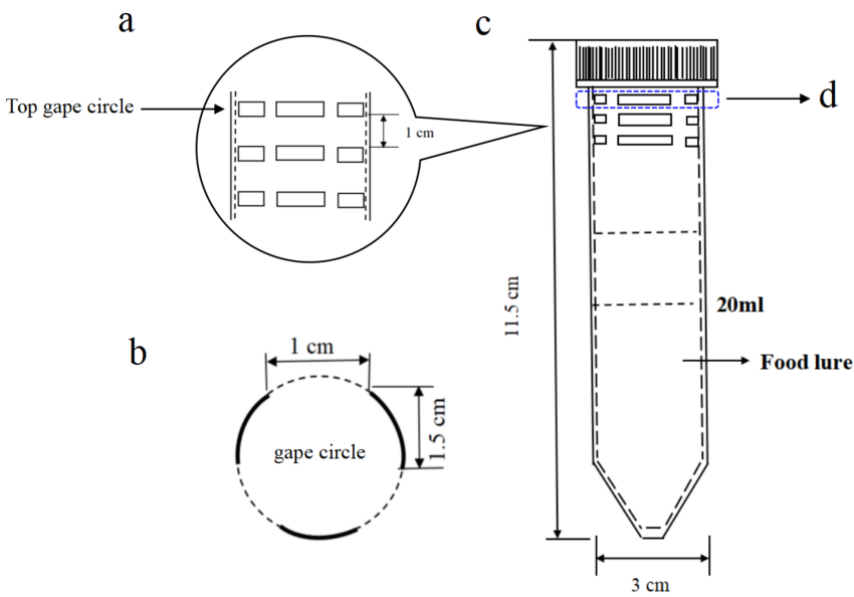 a
Top gape circle
1 cm
c
d
11.5 cm
20ml
Food lure
3 cm
b
1 cm
1.5 cm
gape circle